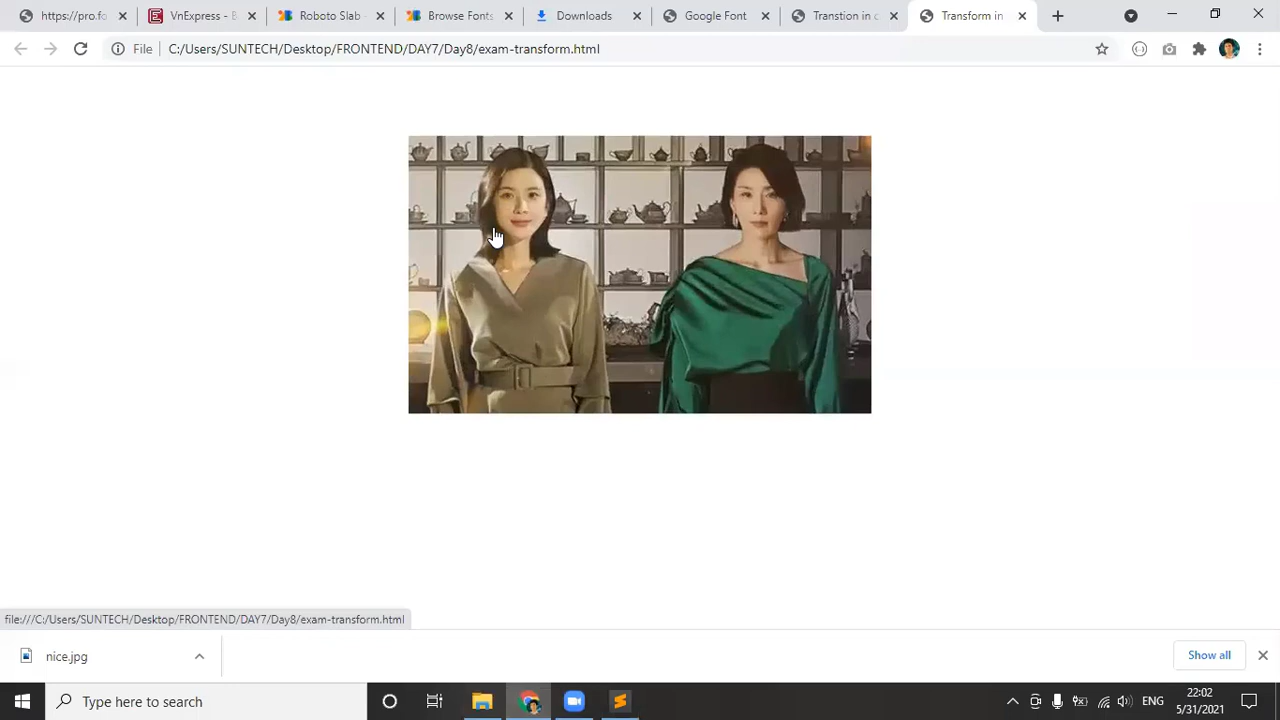 https://pro.fo
VnExpress - B
Roboto Slab -
Browse Fonts
Downloads
Google Font
Transtion in c
Transform in
File
C:/Users/SUNTECH/Desktop/FRONTEND/DAY7/Day8/exam-transform.html
file:///C:/Users/SUNTECH/Desktop/FRONTEND/DAY7/Day8/exam-transform.html
nice.jpg
Show all
Type here to search
ENG
22:02
5/31/2021